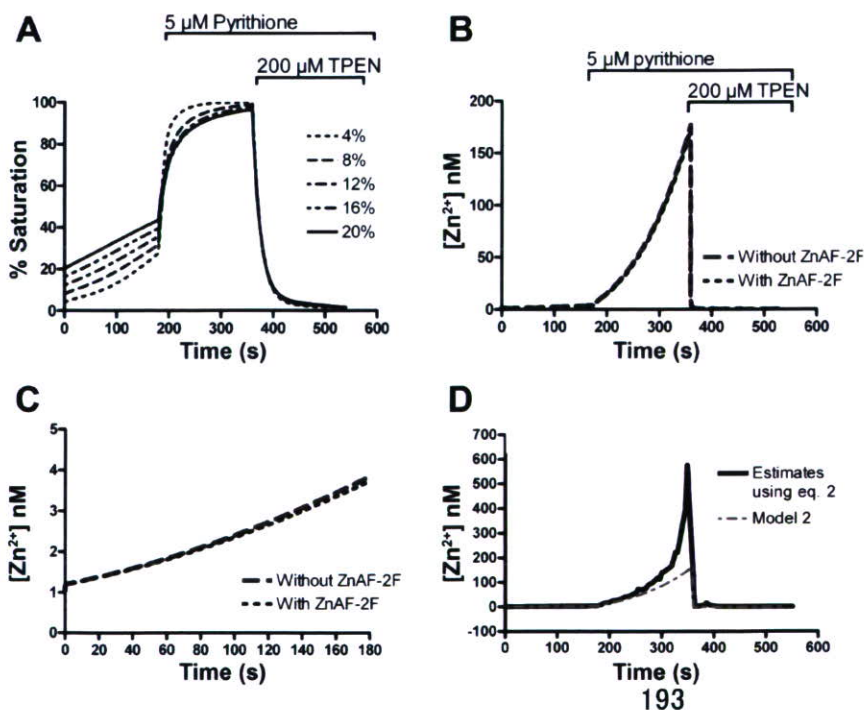 A
5 µM Pyrithione
200 µM TPEN
% Saturation
100
80
60
40
20
0
4%
8%
12%
16%
20%
0 100 200 300 400 500 600
Time (s)
B
5 µM pyrithione
200 µM TPEN
[Zn²⁺] nM
200
150
100
50
0
Without ZnAF-2F
With ZnAF-2F
0 100 200 300 400 500 600
Time (s)
C
[Zn²⁺] nM
5
4
3
2
1
0
Without ZnAF-2F
With ZnAF-2F
0 20 40 60 80 100 120 140 160 180
Time (s)
D
[Zn²⁺] nM
700
600
500
400
300
200
100
0
-100
Estimates
using eq. 2
Model 2
0 100 200 300 400 500 600
Time (s)
193